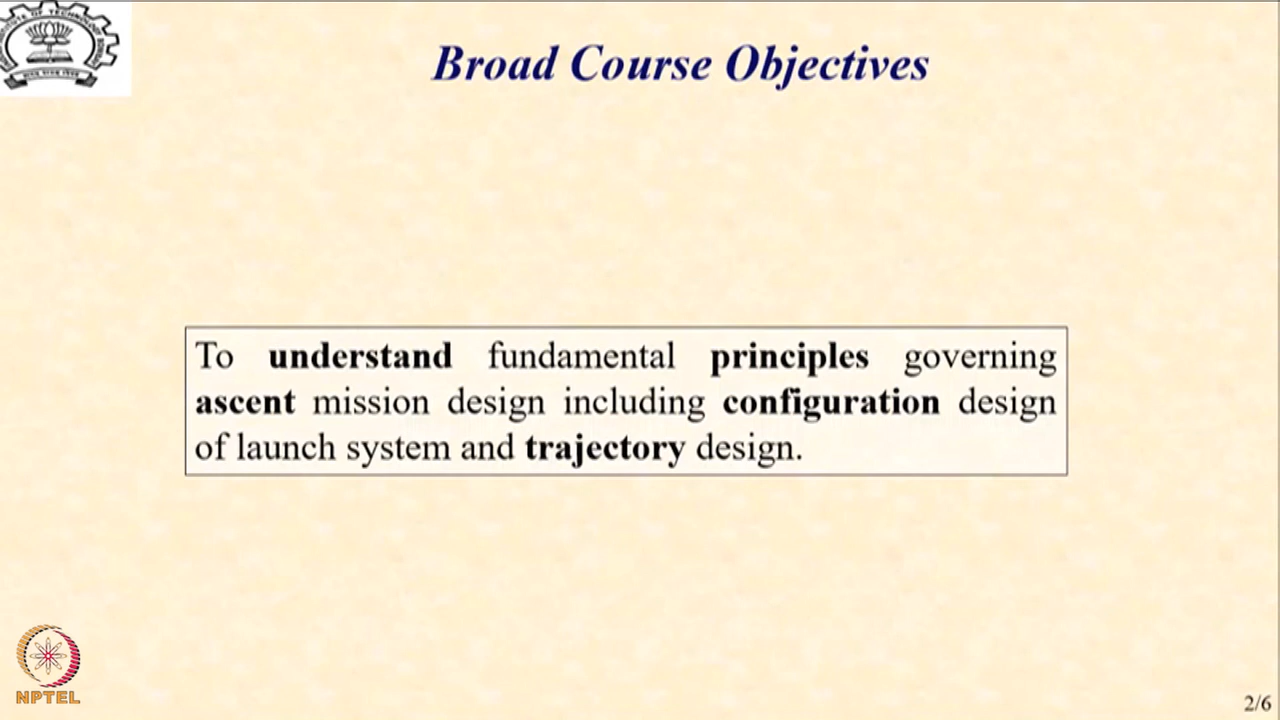 Broad Course Objectives
To understand fundamental principles governing
ascent mission design including configuration design
of launch system and trajectory design.
NPTEL
2/6